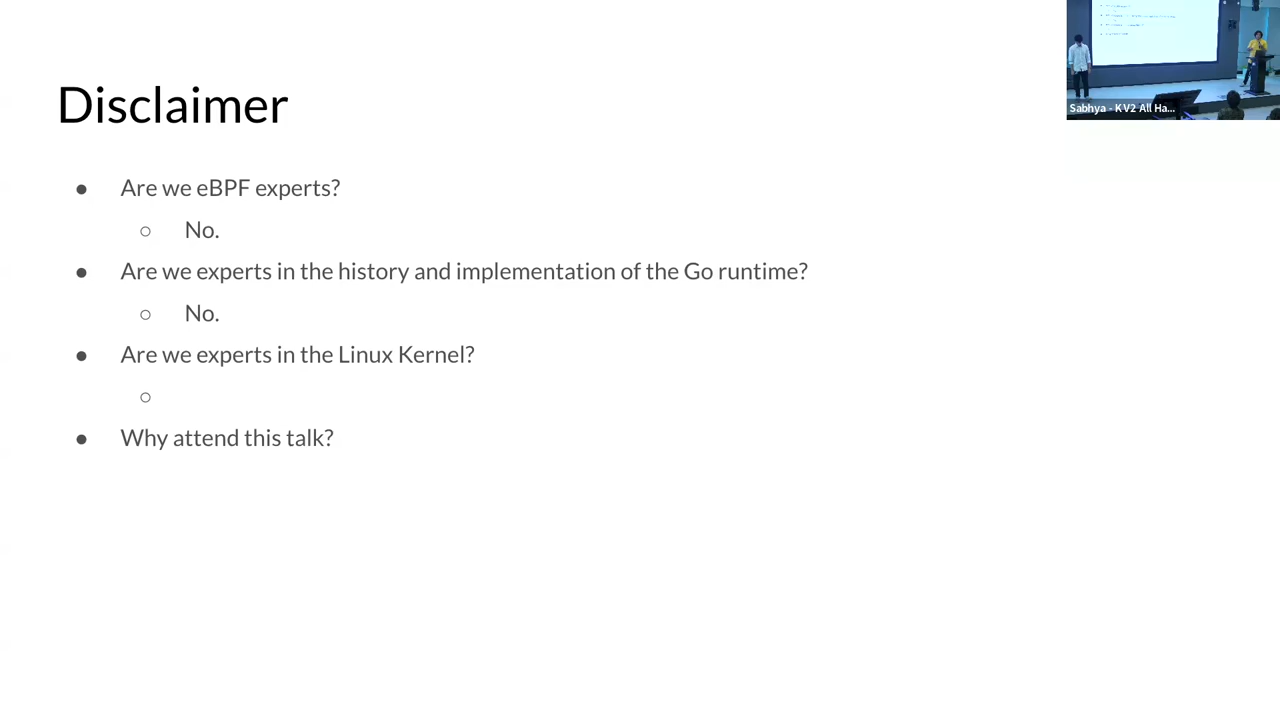 Disclaimer
● Are we eBPF experts?
○ No.
● Are we experts in the history and implementation of the Go runtime?
○ No.
● Are we experts in the Linux Kernel?
○
● Why attend this talk?
Sabhya - KV2 All Ha...